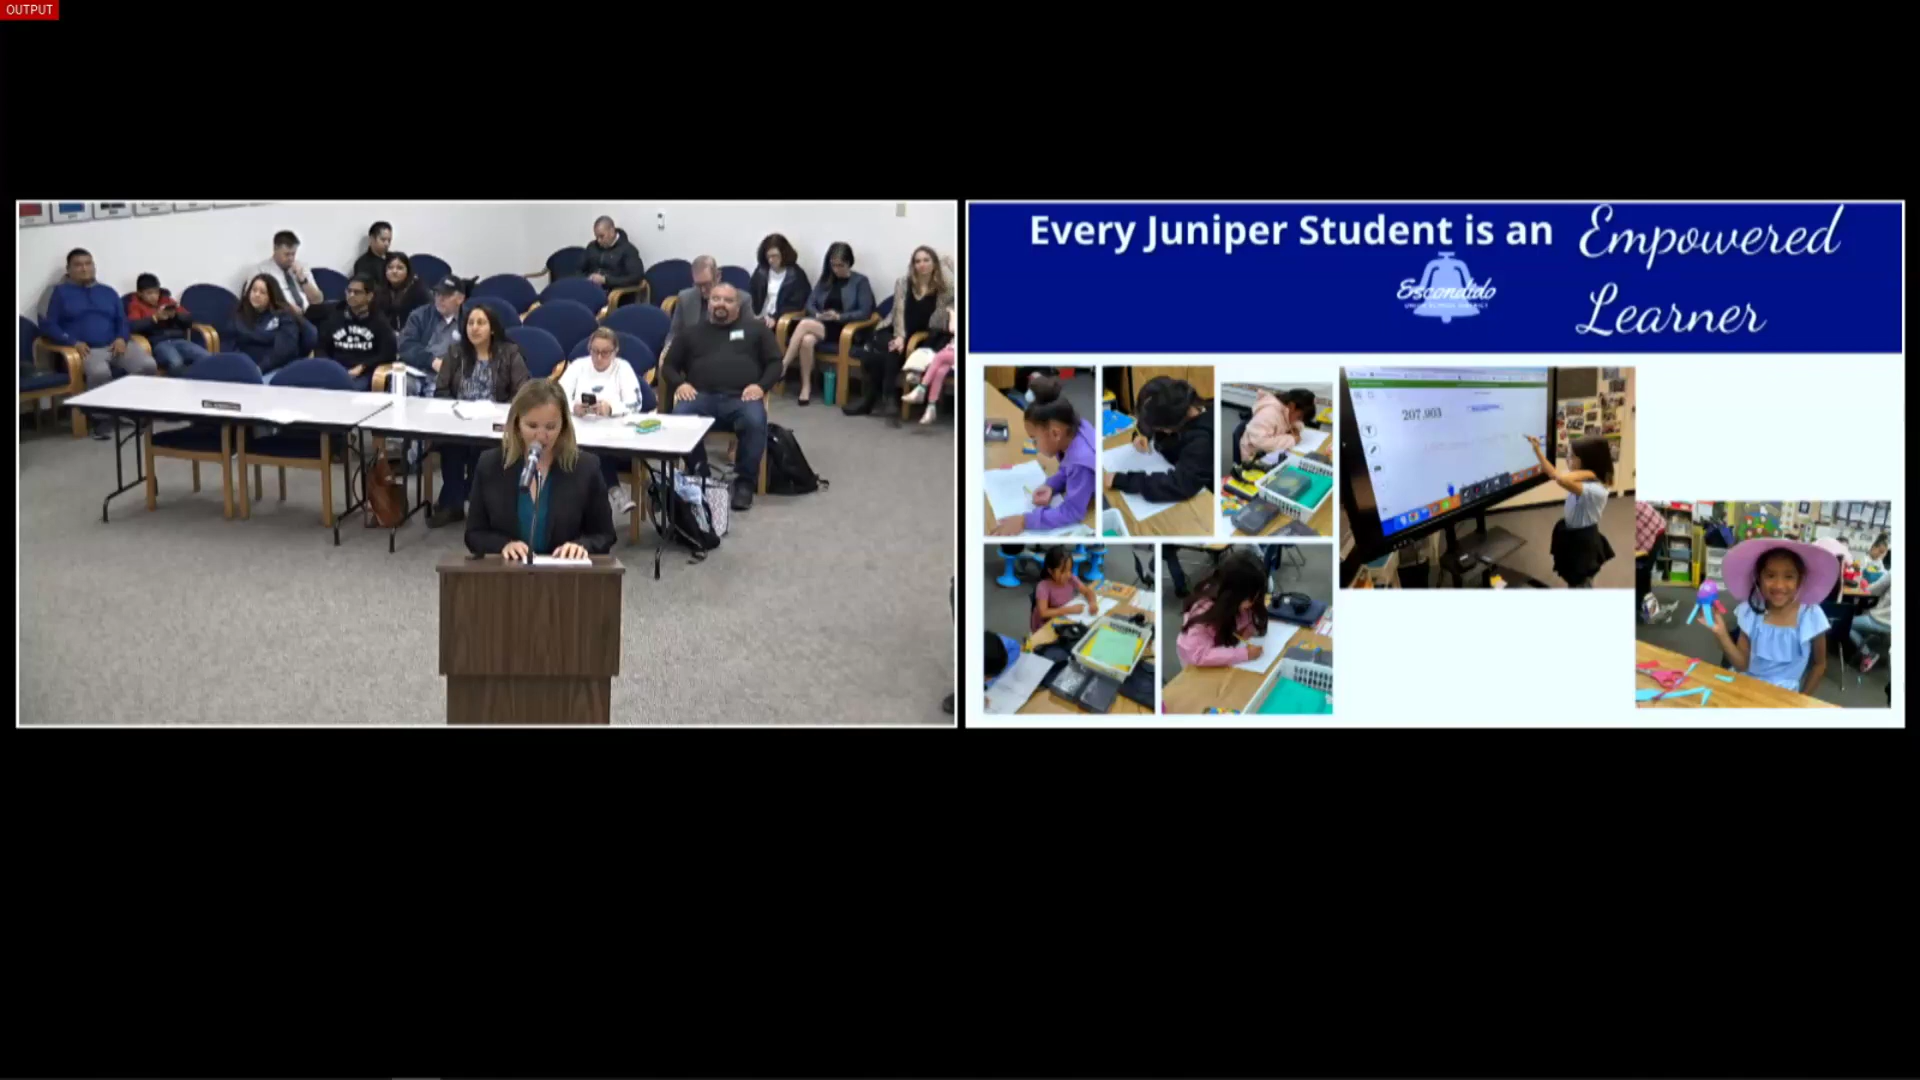 OUTPUT
Every Juniper Student is an Empowered
Learner
Escondido
207,903